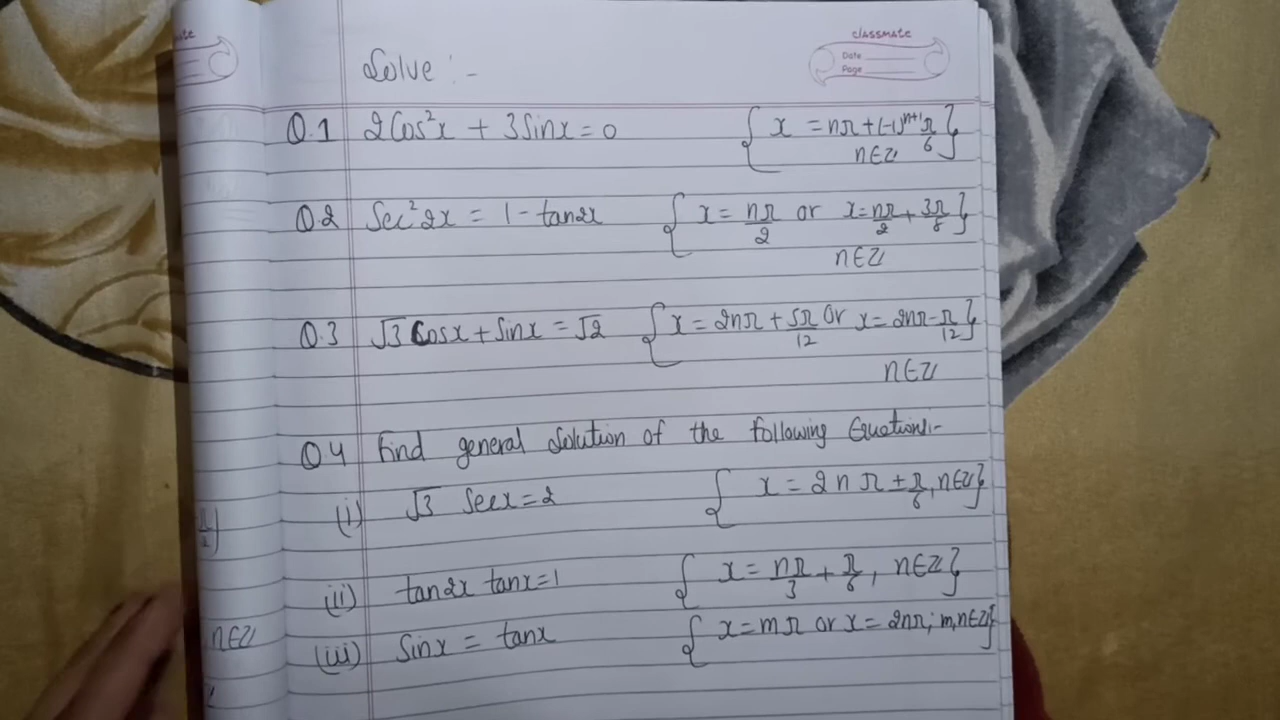 classmate
Date
Page
Solve :-
Q.1 2Cos²x + 3Sinx = 0 { x = nπ + (-1)ⁿ⁺¹ π/6 }
n∈Z
Q.2 Sec²2x = 1 - tan2x { x = nπ/2 or x = nπ/2 + 3π/8 }
n∈Z
Q.3 √3 Cosx + Sinx = √2 { x = 2nπ + 5π/12 or x = 2nπ - π/12 }
n∈Z
Q.4 Find general Solution of the following Equations:-
(i) √3 Secx = 2 { x = 2nπ ± π/6, n∈Z }
(ii) tan2x tanx = 1 { x = nπ/3 + π/6, n∈Z }
n∈Z
(iii) Sinx = tanx { x = mπ or x = 2nπ; m,n∈Z }